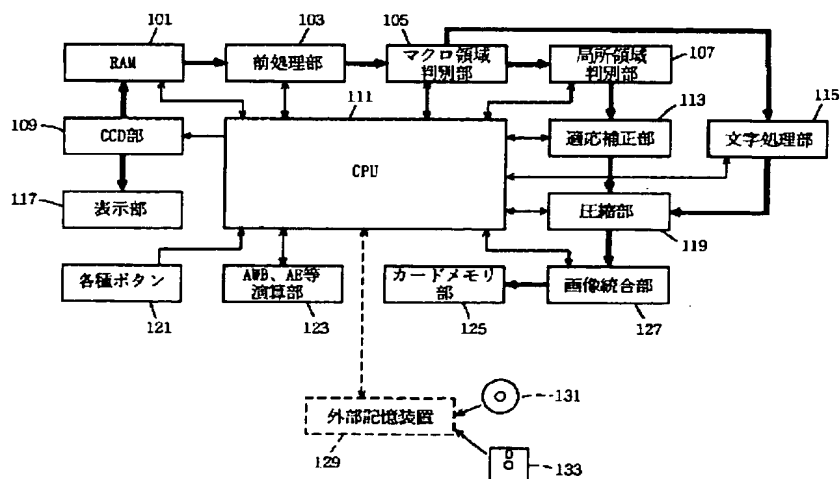 101
103
105
107
RAM
前処理部
マクロ領域
判別部
局所領域
判別部
109
111
113
115
CCD部
CPU
適応補正部
文字処理部
117
表示部
圧縮部
119
各種ボタン
AWB、AE等
演算部
カードメモリ
部
画像統合部
121
123
125
127
外部記憶装置
129
131
133